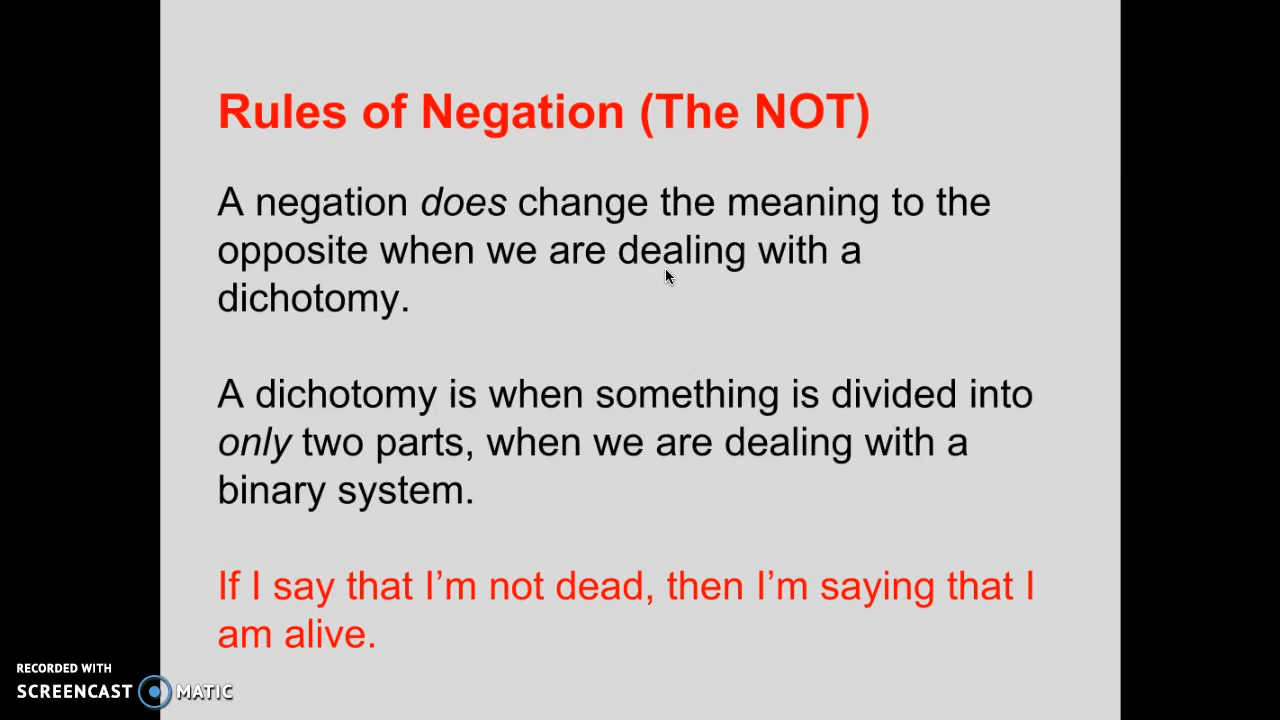 Rules of Negation (The NOT)
A negation does change the meaning to the
opposite when we are dealing with a
dichotomy.
A dichotomy is when something is divided into
only two parts, when we are dealing with a
binary system.
If I say that I’m not dead, then I’m saying that I
am alive.
RECORDED WITH
SCREENCAST MATIC